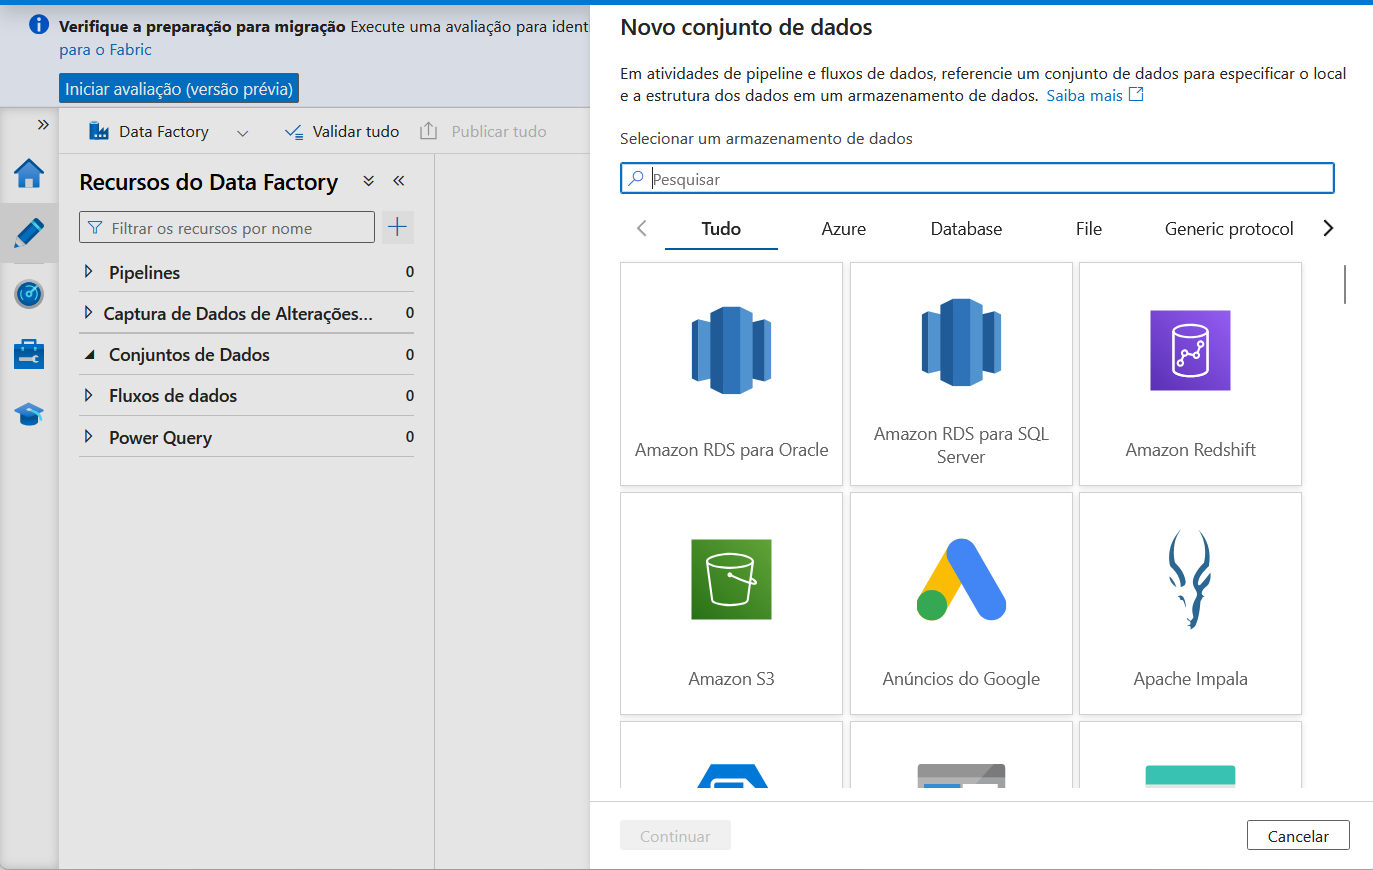 Verifique a preparação para migração Execute uma avaliação para ident
para o Fabric
Iniciar avaliação (versão prévia)
Data Factory
Validar tudo
Publicar tudo
Recursos do Data Factory
Filtrar os recursos por nome
Pipelines 0
Captura de Dados de Alterações... 0
Conjuntos de Dados 0
Fluxos de dados 0
Power Query 0
Novo conjunto de dados
Em atividades de pipeline e fluxos de dados, referencie um conjunto de dados para especificar o local
e a estrutura dos dados em um armazenamento de dados. Saiba mais
Selecionar um armazenamento de dados
Pesquisar
Tudo Azure Database File Generic protocol
Amazon RDS para Oracle
Amazon RDS para SQL
Server
Amazon Redshift
Amazon S3
Anúncios do Google
Apache Impala
Continuar
Cancelar